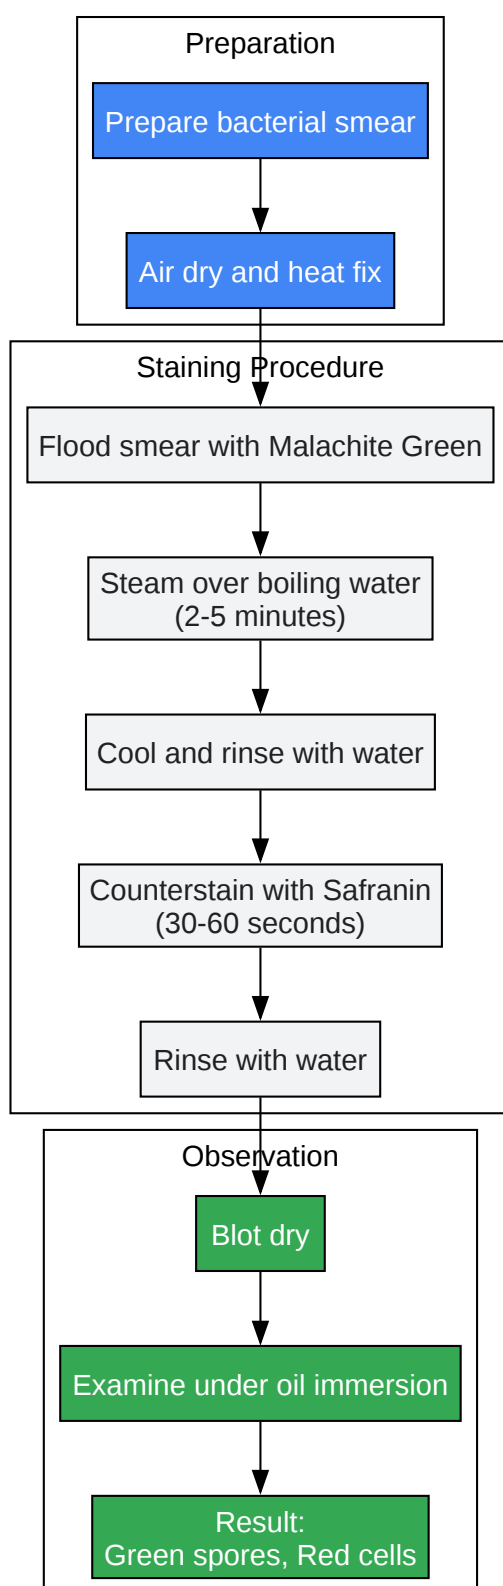 Preparation
Prepare bacterial smear
Air dry and heat fix
Staining Procedure
Flood smear with Malachite Green
Steam over boiling water
(2-5 minutes)
Cool and rinse with water
Counterstain with Safranin
(30-60 seconds)
Rinse with water
Observation
Blot dry
Examine under oil immersion
Result:
Green spores, Red cells